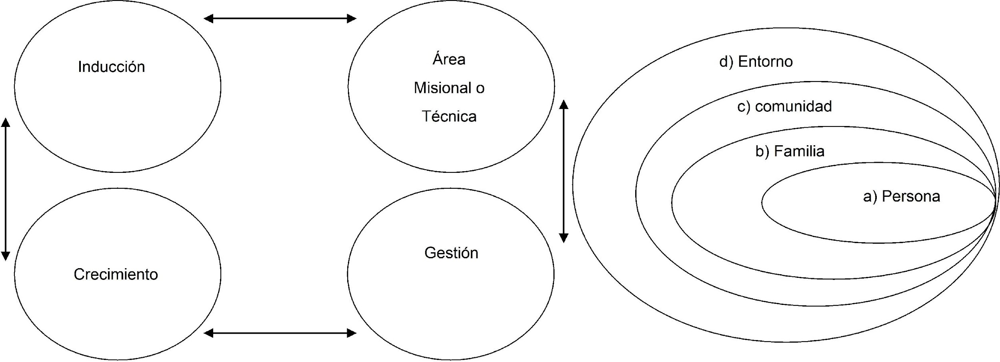 Inducción
Área
Misional o
Técnica
Crecimiento
Gestión
d) Entorno
c) comunidad
b) Familia
a) Persona